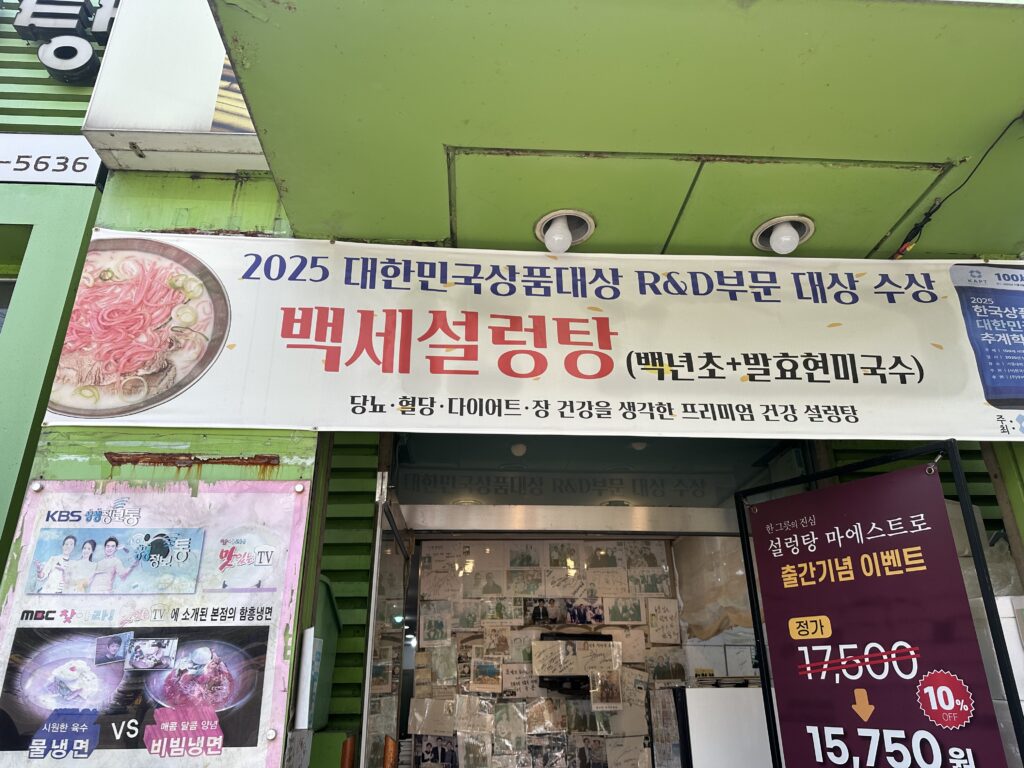 -5636
2025 대한민국상품대상 R&D부문 대상 수상
백세설렁탕 (백년초+발효현미국수)
당뇨·혈당·다이어트·장 건강을 생각한 프리미엄 건강 설렁탕
KAPT
2025
주최:
KBS
맛 TV
MBC 찾 TV에 소개된 본점의 함흥냉면
시원한 육수
물냉면
VS
매콤·달콤 양념
비빔냉면
대한민국상품대상 R&D부문 대상 수상
한 그릇의 진심
설렁탕 마에스트로
출간기념 이벤트
정가
17,500
10%
OFF
15,750원